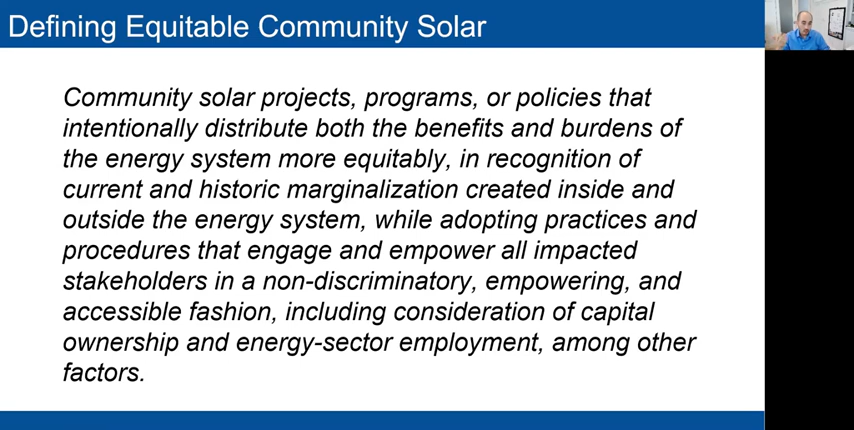 Defining Equitable Community Solar
Community solar projects, programs, or policies that
intentionally distribute both the benefits and burdens of
the energy system more equitably, in recognition of
current and historic marginalization created inside and
outside the energy system, while adopting practices and
procedures that engage and empower all impacted
stakeholders in a non-discriminatory, empowering, and
accessible fashion, including consideration of capital
ownership and energy-sector employment, among other
factors.